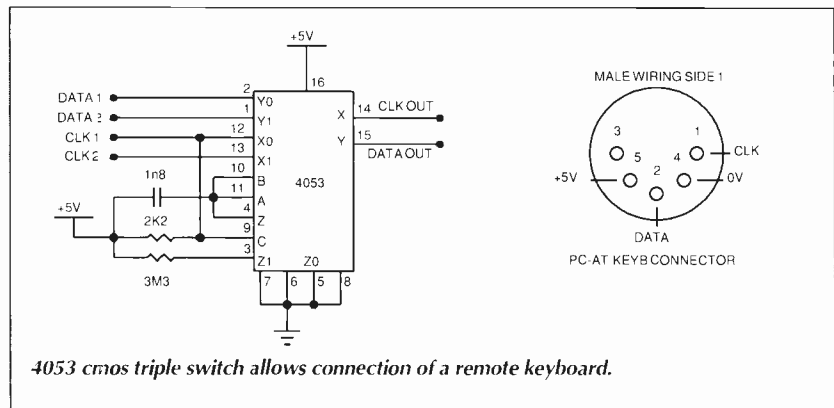 +5V
MALE WIRING SIDE 1
16
DATA 1
2
Y0
X
14
CLK OUT
DATA 2
1
Y1
Y
15
DATA OUT
CLK 1
12
X0
CLK 2
13
X1
1n8
10
B
4053
11
A
4
Z
+5V
2K2
9
C
3
Z1
Z0
3M3
7
6
5
8
3
1
5
2
4
CLK
+5V
0V
DATA
PC-AT KEYB CONNECTOR
4053 cmos triple switch allows connection of a remote keyboard.